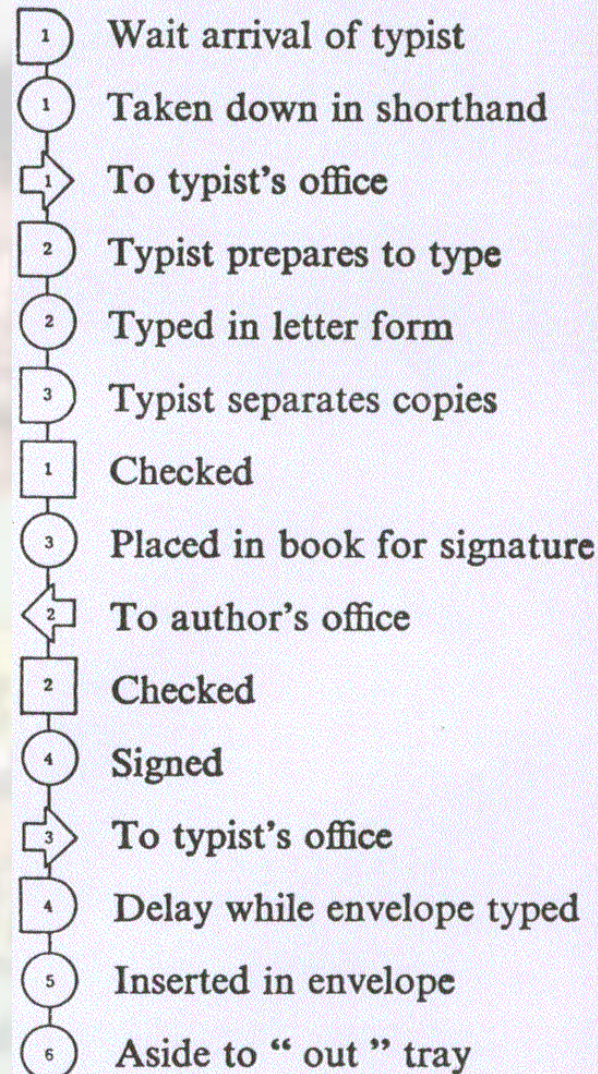 1 Wait arrival of typist
1 Taken down in shorthand
1 To typist's office
2 Typist prepares to type
2 Typed in letter form
3 Typist separates copies
1 Checked
3 Placed in book for signature
2 To author's office
2 Checked
4 Signed
3 To typist's office
4 Delay while envelope typed
5 Inserted in envelope
6 Aside to “ out ” tray